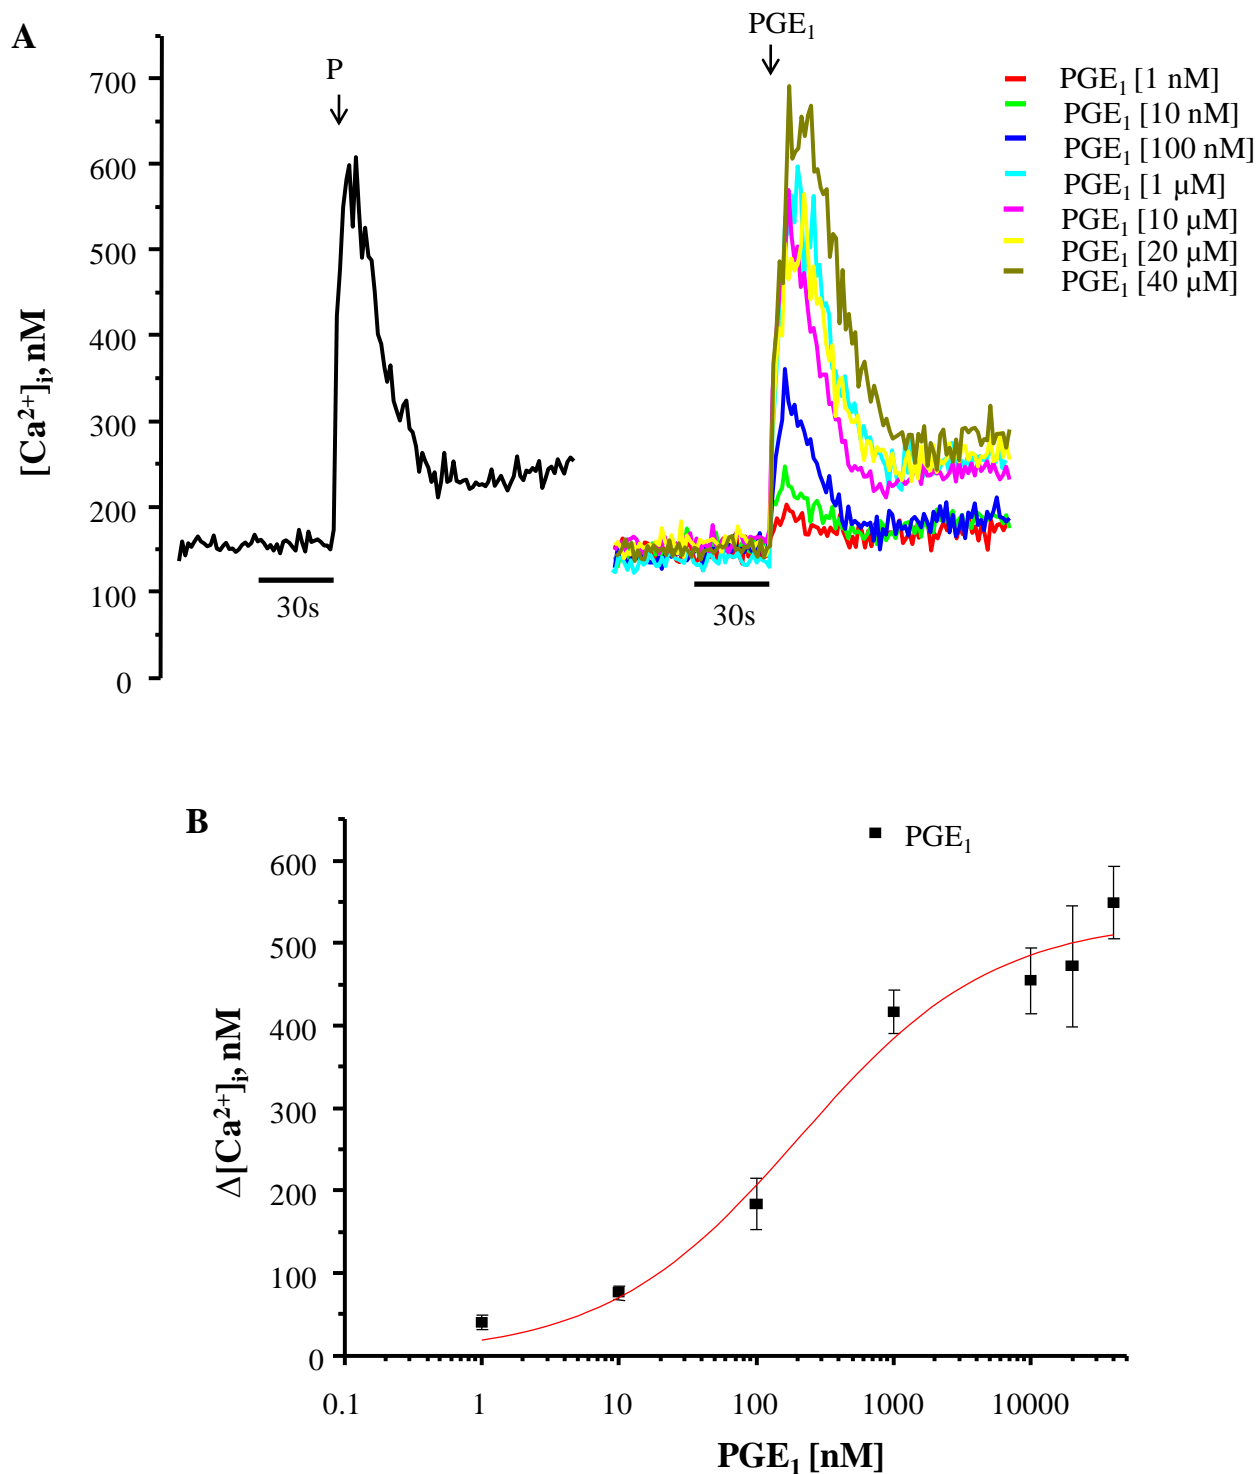 A
P
PGE₁
700
600
500
400
300
200
100
0
[Ca²⁺]ᵢ, nM
30s
30s
PGE₁ [1 nM]
PGE₁ [10 nM]
PGE₁ [100 nM]
PGE₁ [1 µM]
PGE₁ [10 µM]
PGE₁ [20 µM]
PGE₁ [40 µM]
B
PGE₁
600
500
400
300
200
100
0
Δ[Ca²⁺]ᵢ, nM
0.1 1 10 100 1000 10000
PGE₁ [nM]